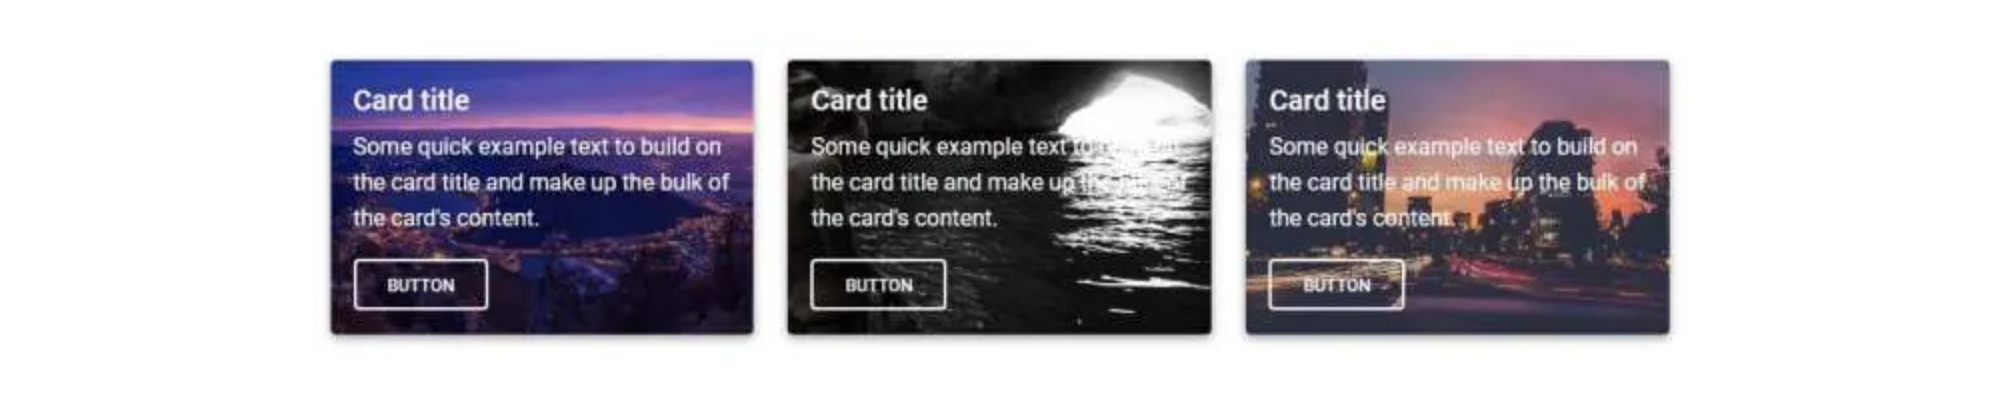 Card title
Some quick example text to build on
the card title and make up the bulk of
the card's content.
BUTTON
Card title
Some quick example text to
the card title and make up
the card's content.
BUTTON
Card title
Some quick example text to build on
the card title and make up the bulk of
the card's content.
BUTTON